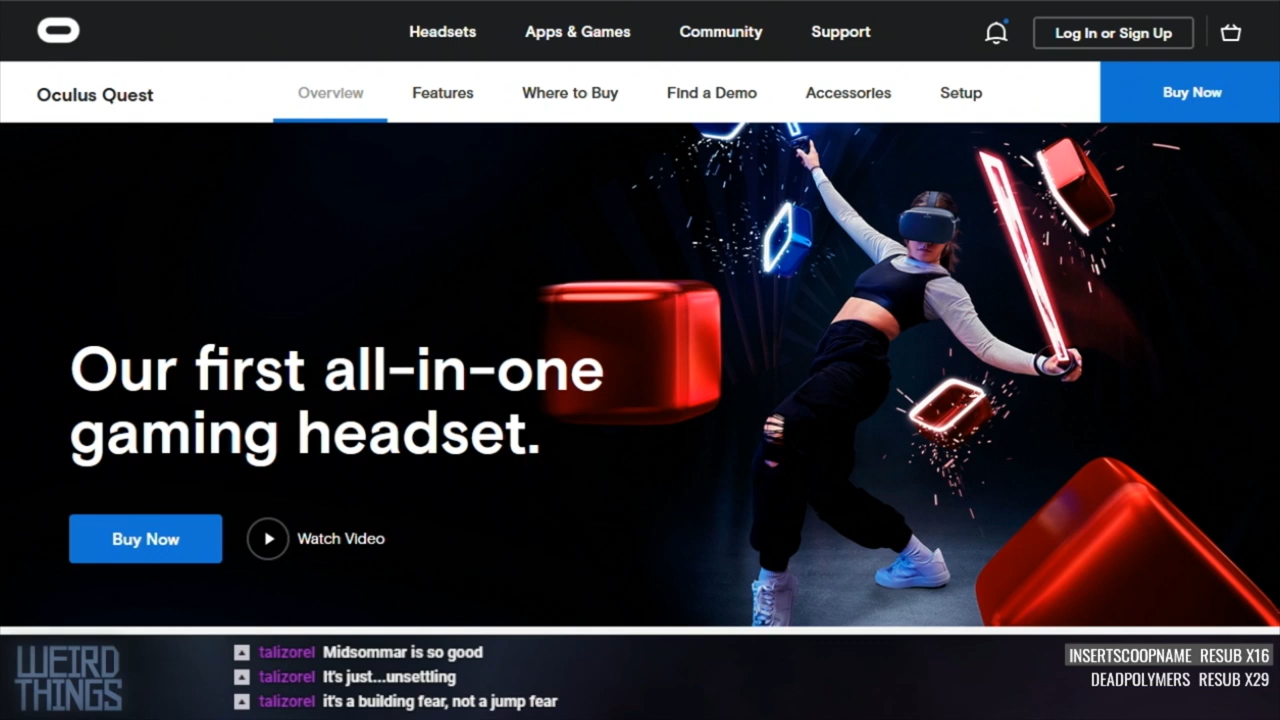 Headsets Apps & Games Community Support Log In or Sign Up
Oculus Quest Overview Features Where to Buy Find a Demo Accessories Setup Buy Now
Our first all-in-one
gaming headset.
Buy Now Watch Video
WEIRD
THINGS
talizorel Midsommar is so good
talizorel It's just...unsettling
talizorel it's a building fear, not a jump fear
INSERTSCOOPNAME RESUB X16
DEADPOLYMERS RESUB X29